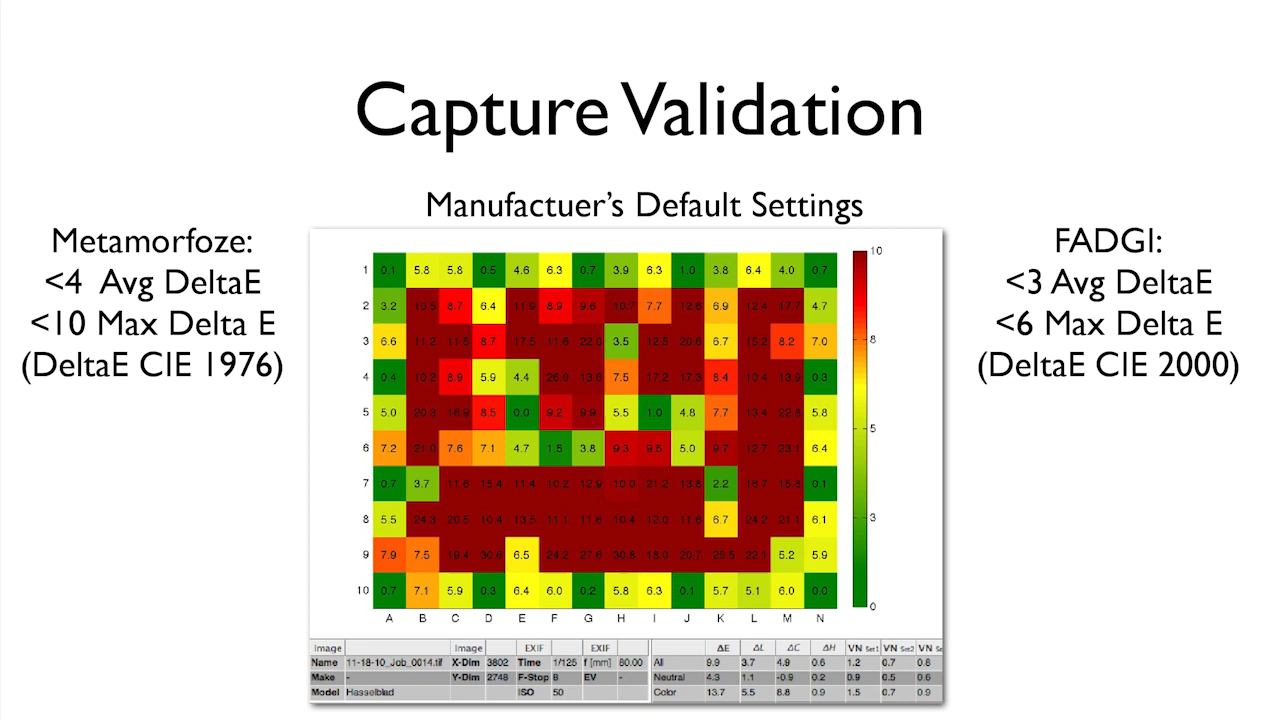 Capture Validation
Manufactuer's Default Settings
Metamorfoze:
<4 Avg DeltaE
<10 Max Delta E
(DeltaE CIE 1976)
FADGI:
<3 Avg DeltaE
<6 Max Delta E
(DeltaE CIE 2000)
1 0.1 5.8 5.8 0.5 4.6 6.3 0.7 3.9 6.3 1.0 3.8 6.4 4.0 0.7
2 3.2 8.7 6.4 8.9 9.6 7.7 6.9 12.4 17.7 4.7
3 6.6 11.2 8.7 17.5 11.6 22.0 3.5 12.5 20.6 6.7 15.2 8.2 7.0
4 0.4 10.2 8.9 5.9 4.4 26.0 13.6 7.5 17.2 17.3 8.4 10.4 13.9 0.3
5 5.0 20.3 16.9 8.5 0.0 9.2 9.9 5.5 1.0 4.8 7.7 13.4 22.8 5.8
6 7.2 21.0 7.6 7.1 4.7 1.5 3.8 9.3 9.5 5.0 9.7 12.7 23.1 6.4
7 0.7 3.7 11.6 15.4 11.4 10.2 12.9 10.0 21.2 13.8 2.2 16.7 15.8 0.1
8 5.5 24.3 20.5 10.4 13.5 11.1 11.6 10.4 12.0 11.6 6.7 24.2 21.1 6.1
9 7.9 7.5 19.4 30.6 6.5 24.2 27.6 30.8 18.0 20.7 22.1 5.2 5.9
10 0.7 7.1 5.9 0.3 6.4 6.0 0.2 5.8 6.3 0.1 5.7 5.1 6.0 0.0
A B C D E F G H I J K L M N
10
8
5
3
0
Image Image EXIF EXIF ΔE ΔL ΔC ΔH VN Set1 VN Set2 VN Se
Name 11-18-10_Job_0014.tif X-Dim 3802 Time 1/125 f [mm] 80.00 All 9.9 3.7 4.9 0.6 1.2 0.7 0.8
Make - Y-Dim 2748 F-Stop 8 EV - Neutral 4.3 1.1 -0.9 0.2 0.9 0.5 0.6
Model Hasselblad ISO 50 Color 13.7 5.5 8.8 0.9 1.5 0.7 0.9